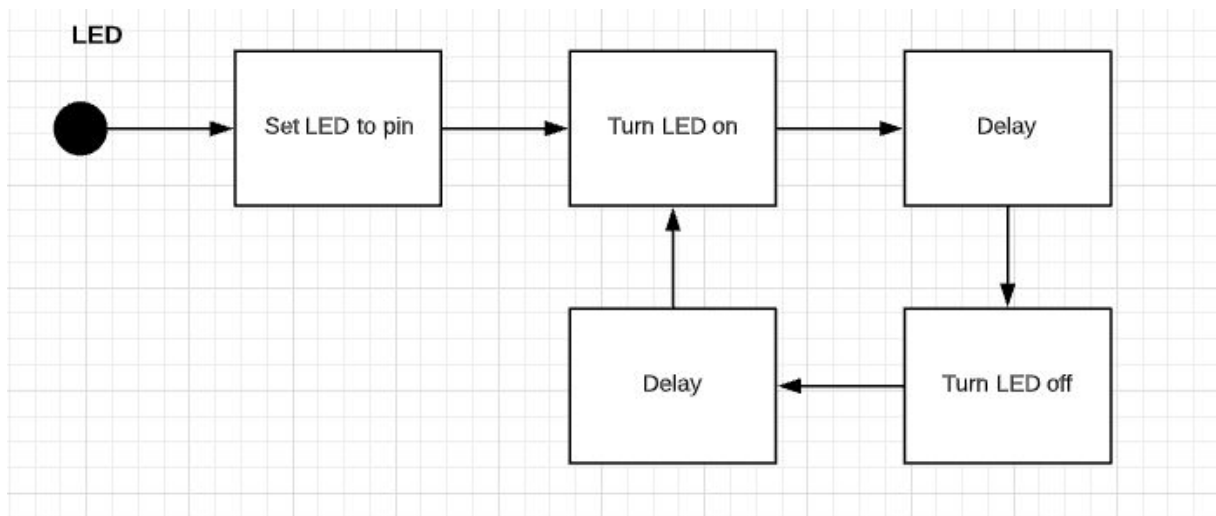 LED
Set LED to pin
Turn LED on
Delay
Delay
Turn LED off